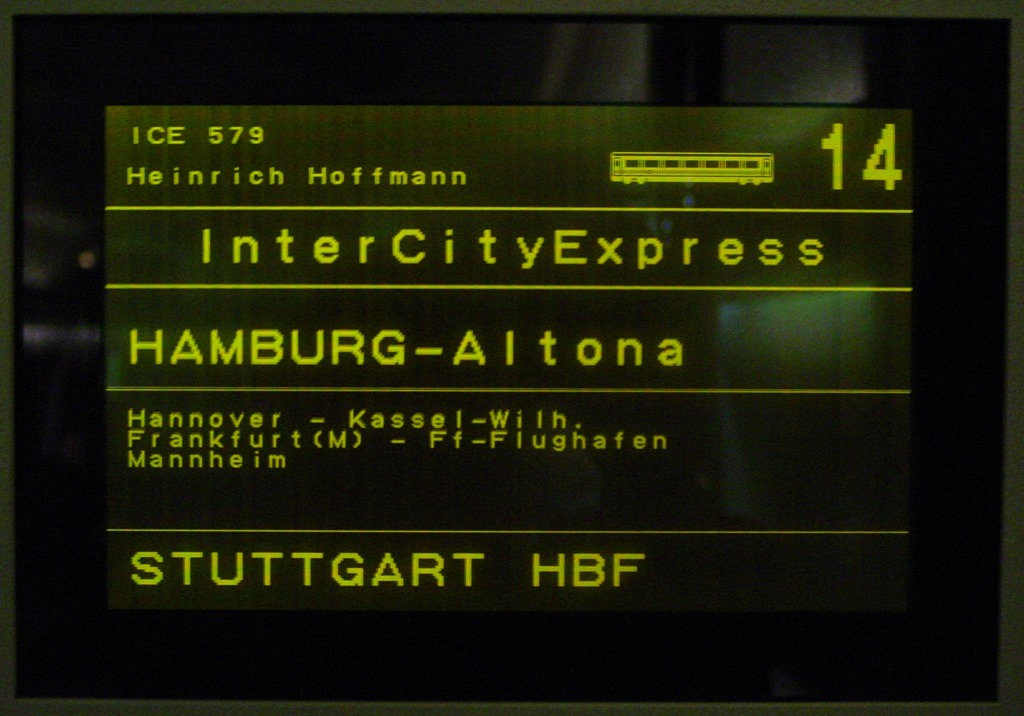 ICE 579
14
Heinrich Hoffmann
InterCityExpress
HAMBURG-Altona
Hannover - Kassel-Wilh.
Frankfurt(M) - Ff-Flughafen
Mannheim
STUTTGART HBF